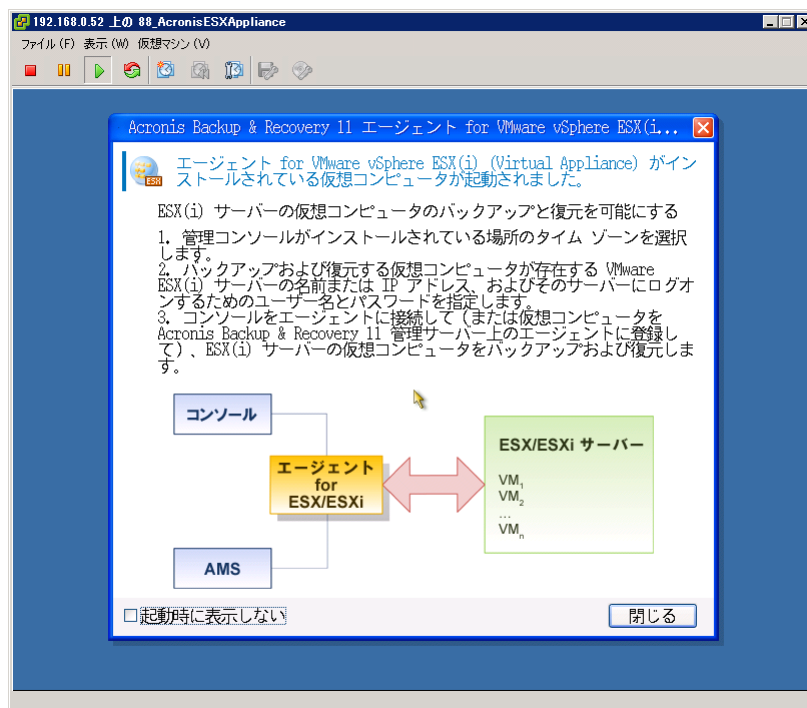 192.168.0.52 上の 88_AcronisESXAppliance
ファイル(F) 表示(W) 仮想マシン(V)
Acronis Backup & Recovery 11 エージェント for VMware vSphere ESX(i...
エージェント for VMware vSphere ESX(i) (Virtual Appliance) がイン
ストールされている仮想コンピュータが起動されました。
ESX
ESX(i) サーバーの仮想コンピュータのバックアップと復元を可能にする
1. 管理コンソールがインストールされている場所のタイム ゾーンを選択
します。
2. バックアップおよび復元する仮想コンピュータが存在する VMware
ESX(i) サーバーの名前または IP アドレス、およびそのサーバーにログオ
ンするためのユーザー名とパスワードを指定します。
3. コンソールをエージェントに接続して(または仮想コンピュータを
Acronis Backup & Recovery 11 管理サーバー上のエージェントに登録し
て)、ESX(i) サーバーの仮想コンピュータをバックアップおよび復元しま
す。
コンソール
エージェント
for
ESX/ESXi
AMS
ESX/ESXi サーバー
VM1
VM2
...
VMn
起動時に表示しない
閉じる